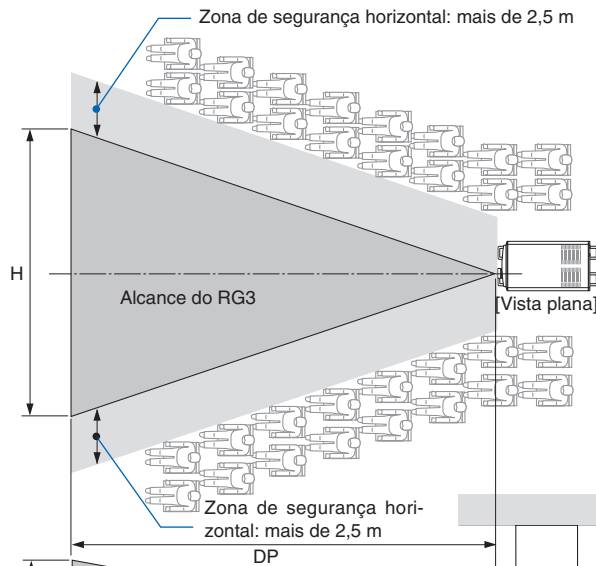 Zona de segurança horizontal: mais de 2,5 m
H
Alcance do RG3
[Vista plana]
Zona de segurança hori-
zontal: mais de 2,5 m
DP